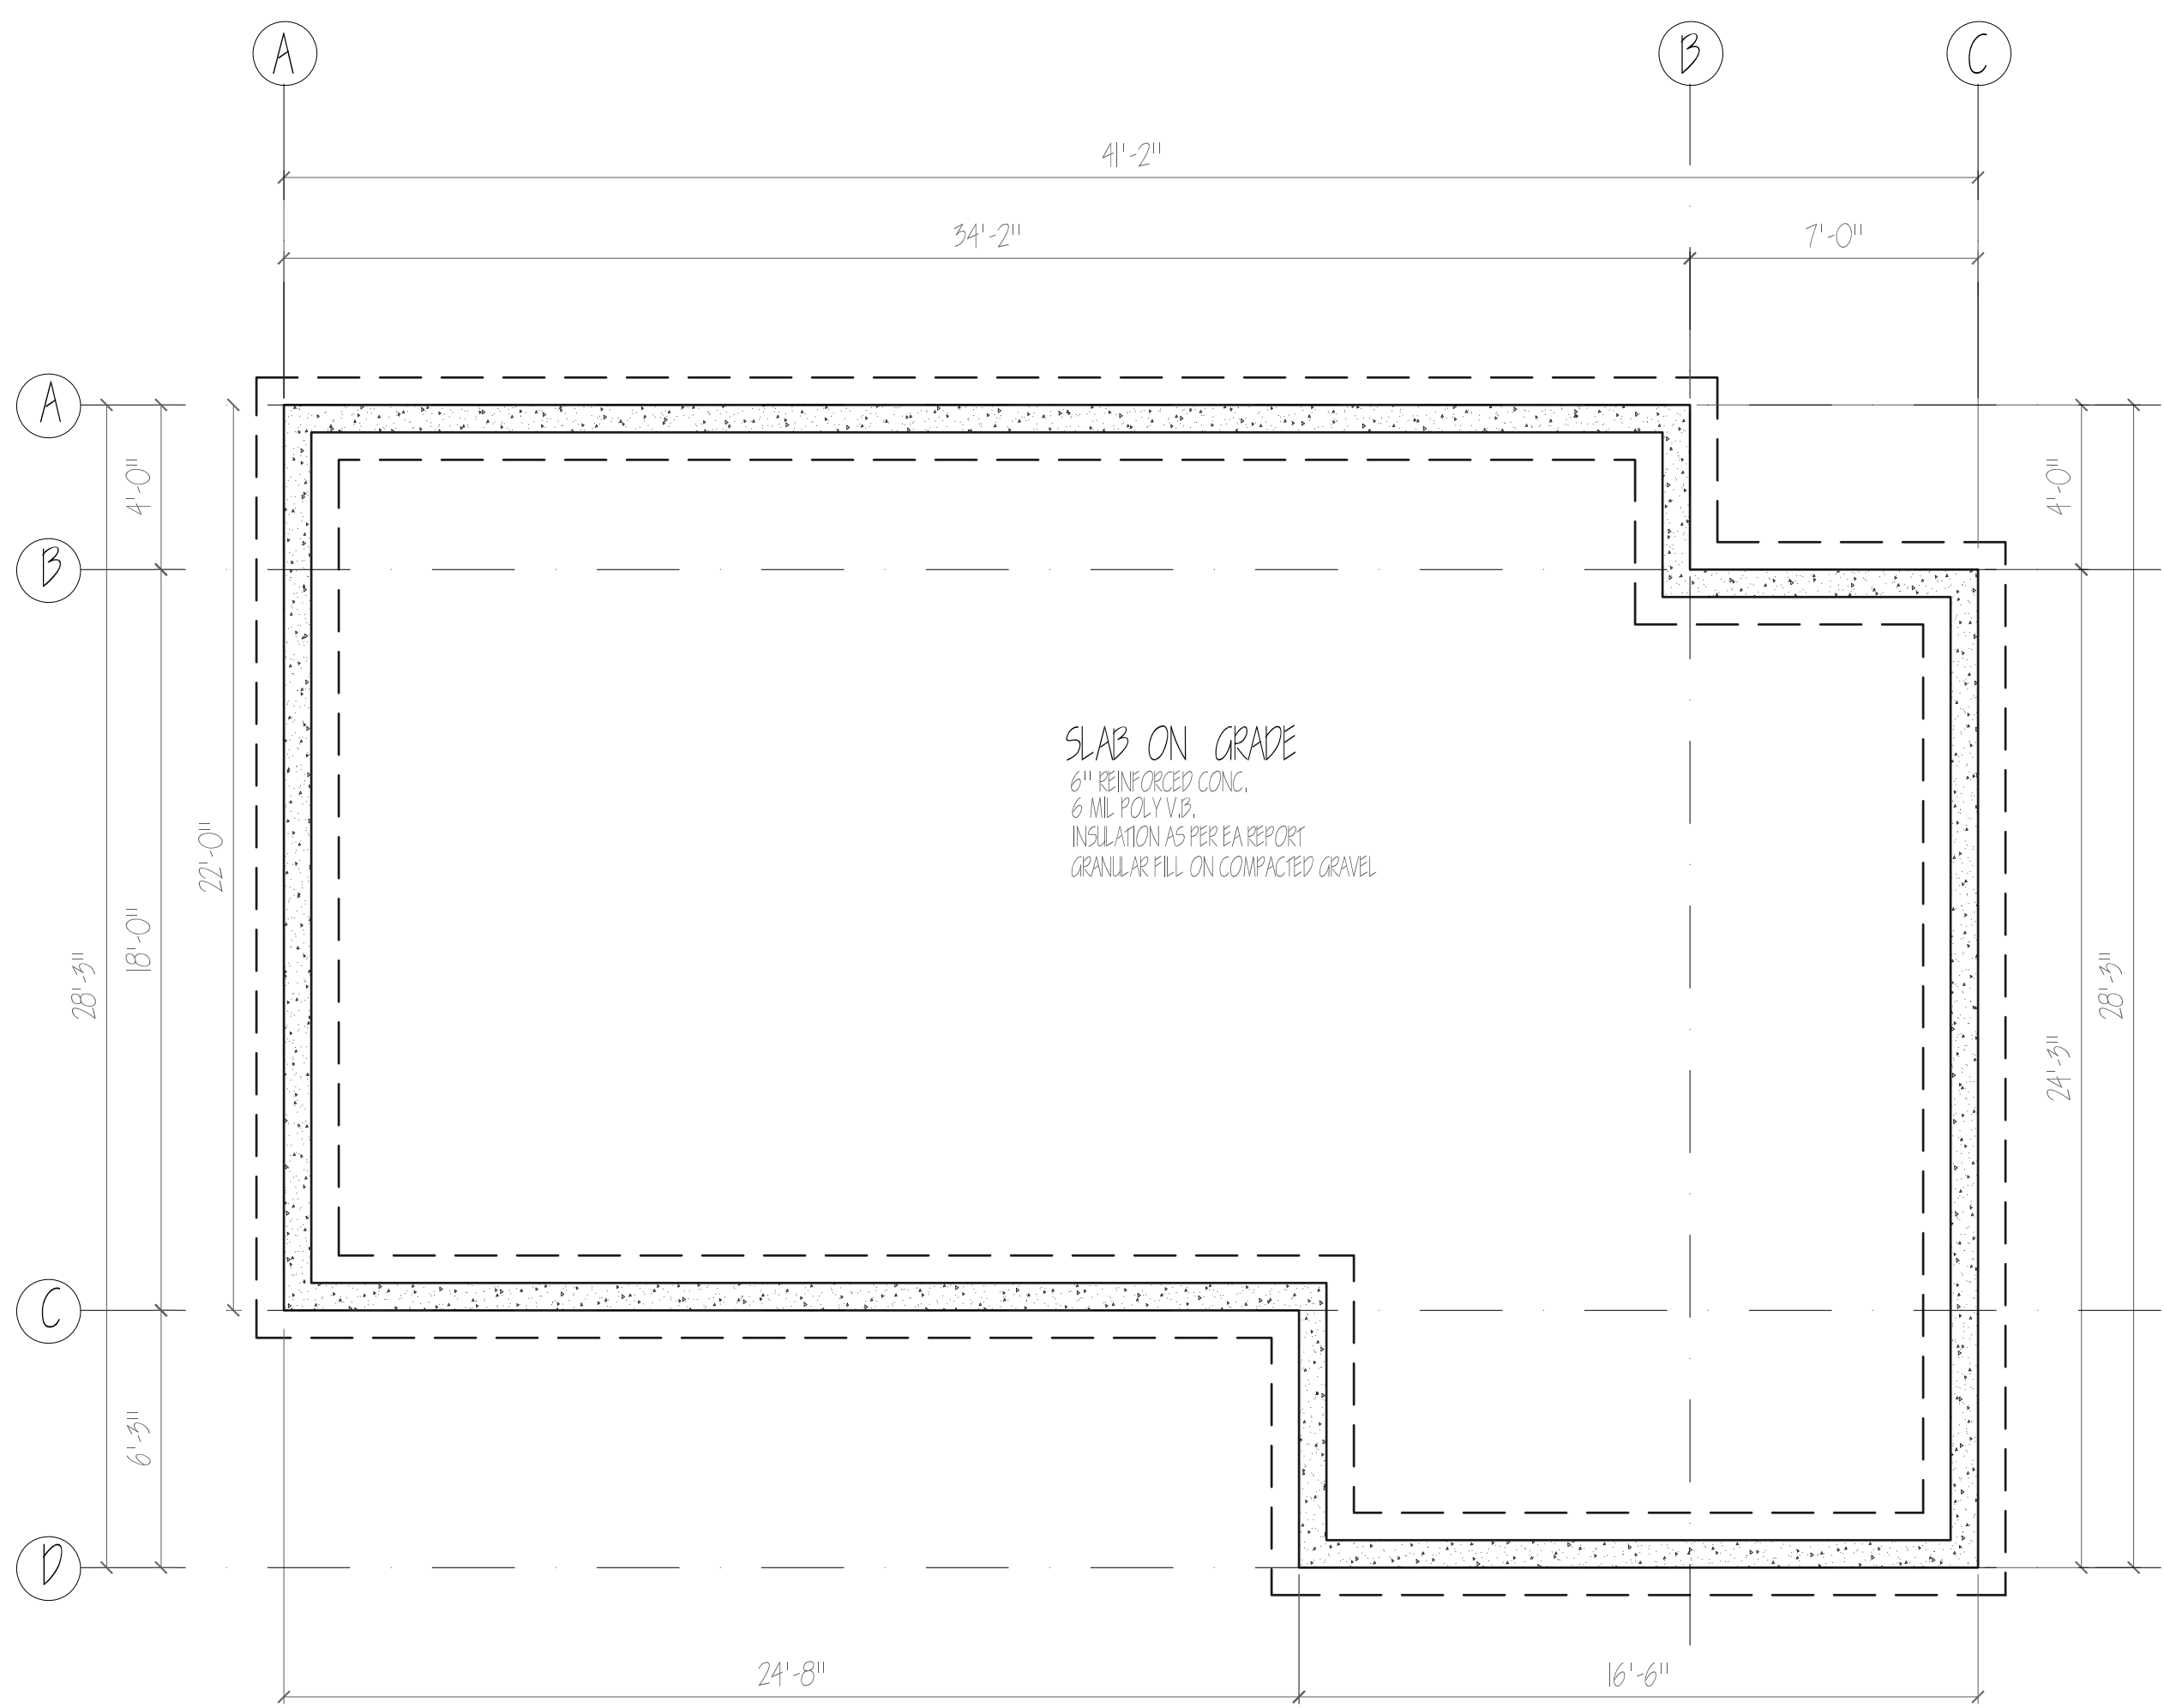 A
B
C
41'-2"
34'-2"
7'-0"
A
4'-0"
4'-0"
B
SLAB ON GRADE
6" REINFORCED CONC.
6 MIL POLY V.B.
INSULATION AS PER EA REPORT
GRANULAR FILL ON COMPACTED GRAVEL
22'-0"
18'-0"
28'-3"
28'-3"
24'-3"
C
6'-3"
D
24'-8"
16'-6"